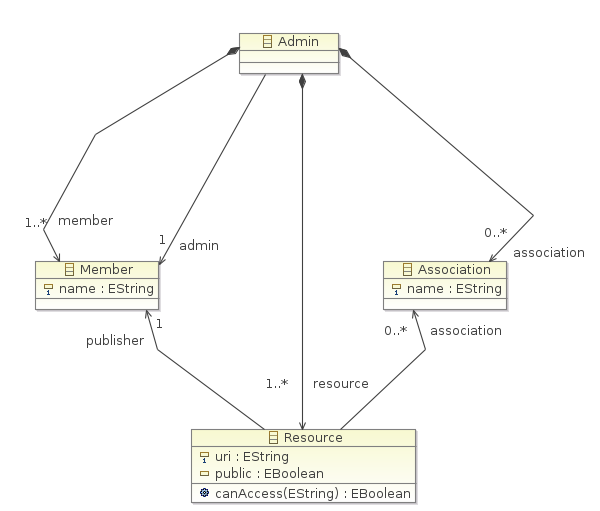 Admin
1..* member
1 admin
0..*
association
Member
name : EString
Association
name : EString
1
publisher
0..* association
1..* resource
Resource
uri : EString
public : EBoolean
canAccess(EString) : EBoolean